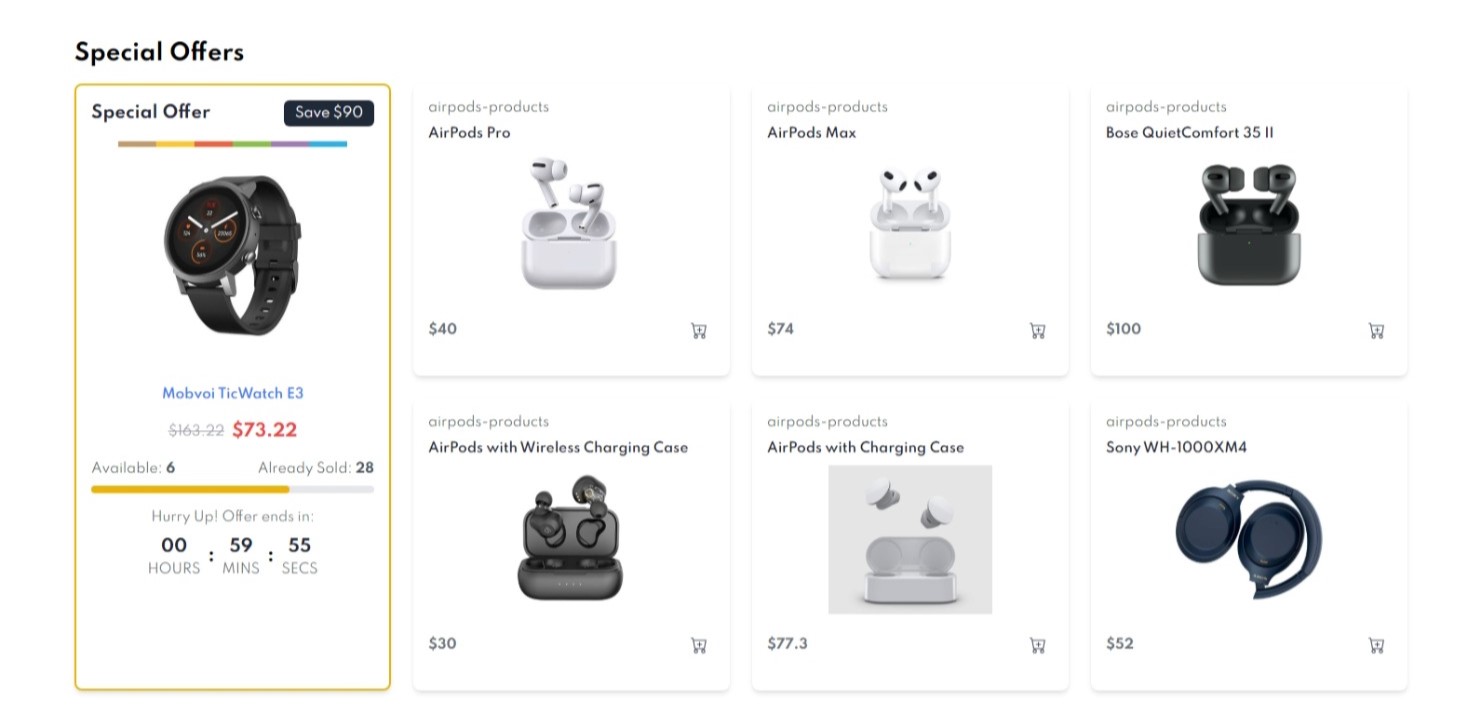 Special Offers
Special Offer
Save $90
Mobvoi TicWatch E3
$163.22 $73.22
Available: 6
Already Sold: 28
Hurry Up! Offer ends in:
00 : 59 : 55
HOURS MINS SECS
airpods-products
AirPods Pro
$40
airpods-products
AirPods Max
$74
airpods-products
Bose QuietComfort 35 II
$100
airpods-products
AirPods with Wireless Charging Case
$30
airpods-products
AirPods with Charging Case
$77.3
airpods-products
Sony WH-1000XM4
$52